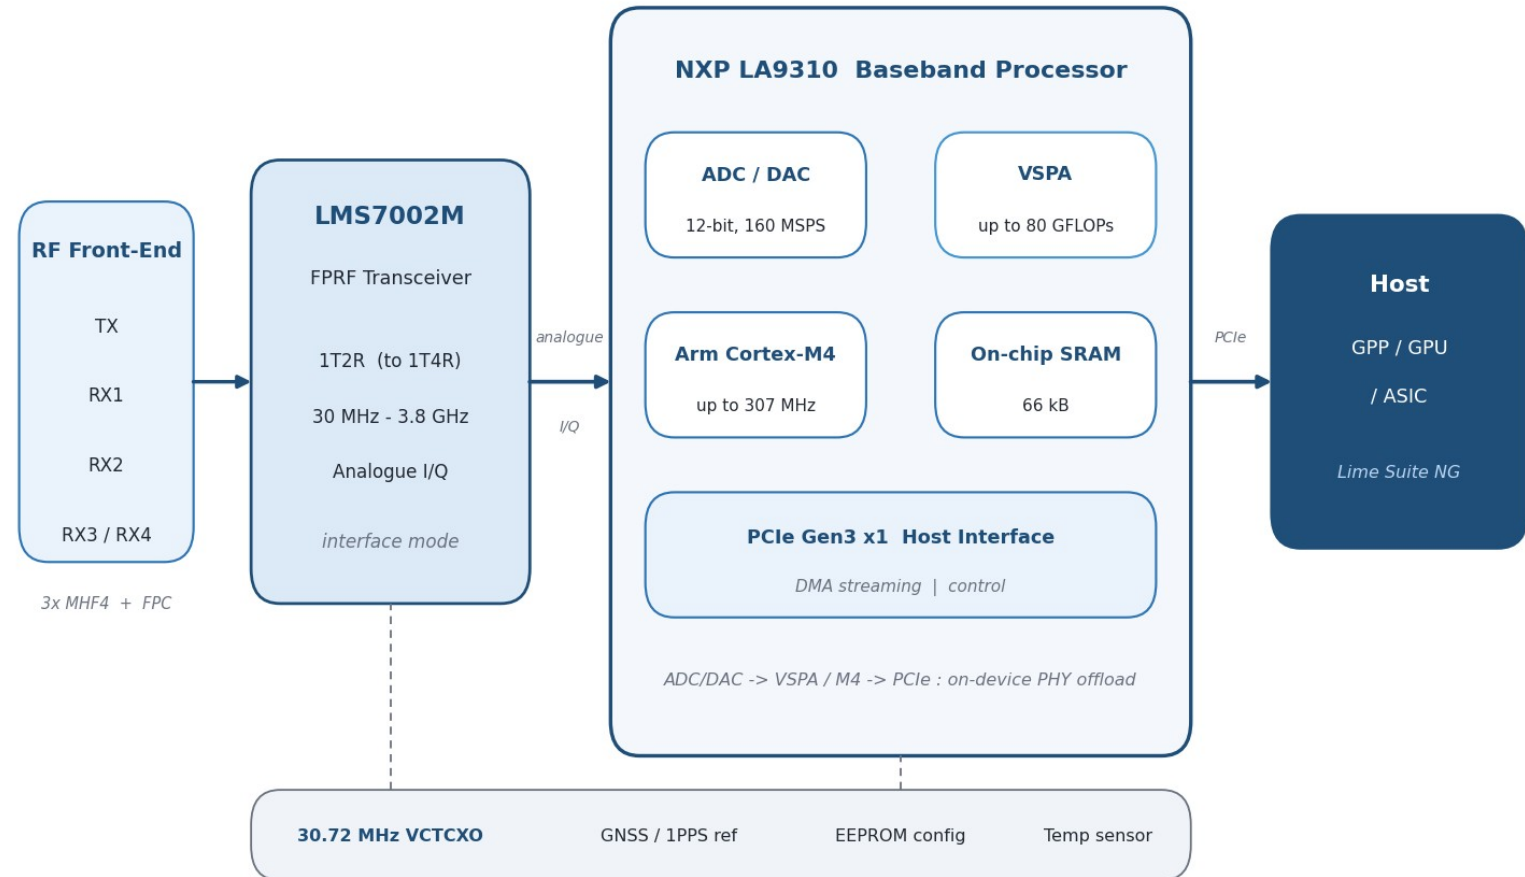 RF Front-End
TX
RX1
RX2
RX3 / RX4
3x MHF4 + FPC
LMS7002M
FPRF Transceiver
1T2R (to 1T4R)
30 MHz - 3.8 GHz
Analogue I/Q
interface mode
analogue
I/Q
NXP LA9310 Baseband Processor
ADC / DAC
12-bit, 160 MSPS
VSPA
up to 80 GFLOPs
Arm Cortex-M4
up to 307 MHz
On-chip SRAM
66 kB
PCIe Gen3 x1 Host Interface
DMA streaming | control
ADC/DAC -> VSPA / M4 -> PCIe : on-device PHY offload
PCIe
Host
GPP / GPU
/ ASIC
Lime Suite NG
30.72 MHz VCTCXO
GNSS / 1PPS ref
EEPROM config
Temp sensor